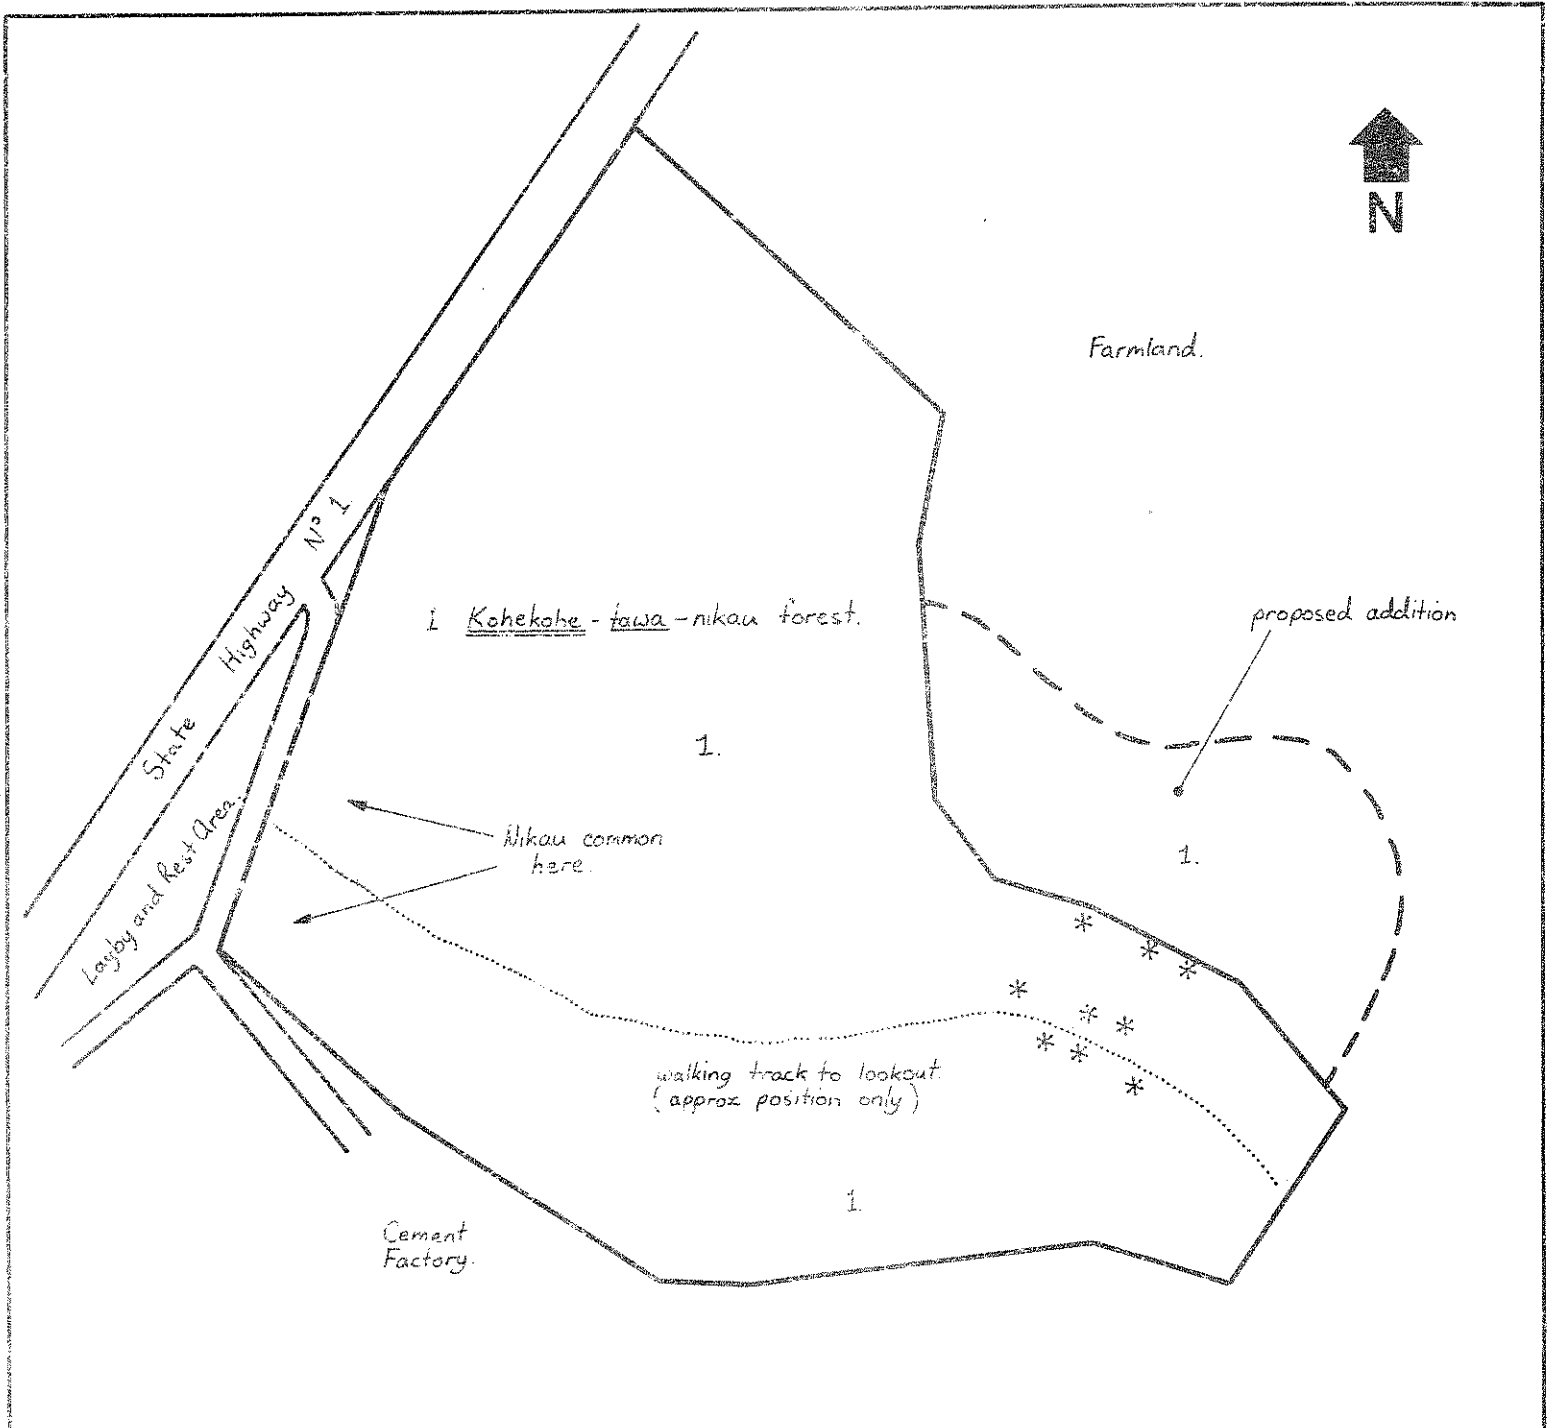 N
Farmland.
State Highway Nº 1
1 Kohekohe - tawa - nikau forest.
proposed addition
1.
Layby and Rest Area.
Nikau common
here.
1.
walking track to lookout.
(approx position only)
1.
Cement
Factory.